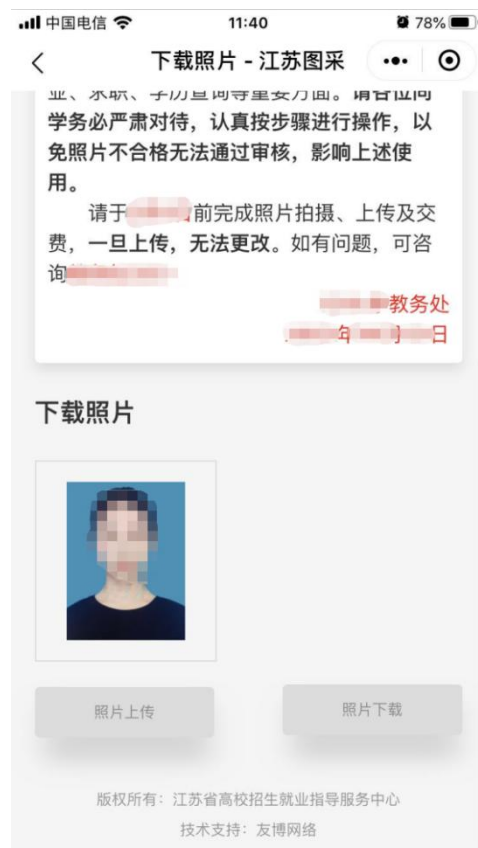 中国电信 11:40 78%
下载照片 - 江苏图采
业、求职、学历查询等重要方面。请各位同
学务必严肃对待，认真按步骤进行操作，以
免照片不合格无法通过审核，影响上述使
用。
请于 前完成照片拍摄、上传及交
费，一旦上传，无法更改。如有问题，可咨
询
教务处
年 月 日
下载照片
照片上传
照片下载
版权所有：江苏省高校招生就业指导服务中心
技术支持：友博网络